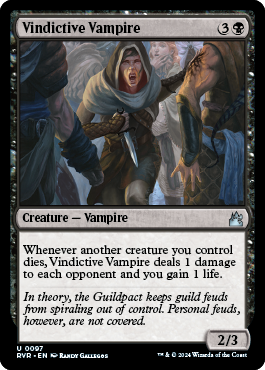 Vindictive Vampire 3
Creature — Vampire
Whenever another creature you control
dies, Vindictive Vampire deals 1 damage
to each opponent and you gain 1 life.
In theory, the Guildpact keeps guild feuds
from spiraling out of control. Personal feuds,
however, are not covered.
2/3
U 0097
RVR • EN Randy Gallegos
™ & © 2024 Wizards of the Coast